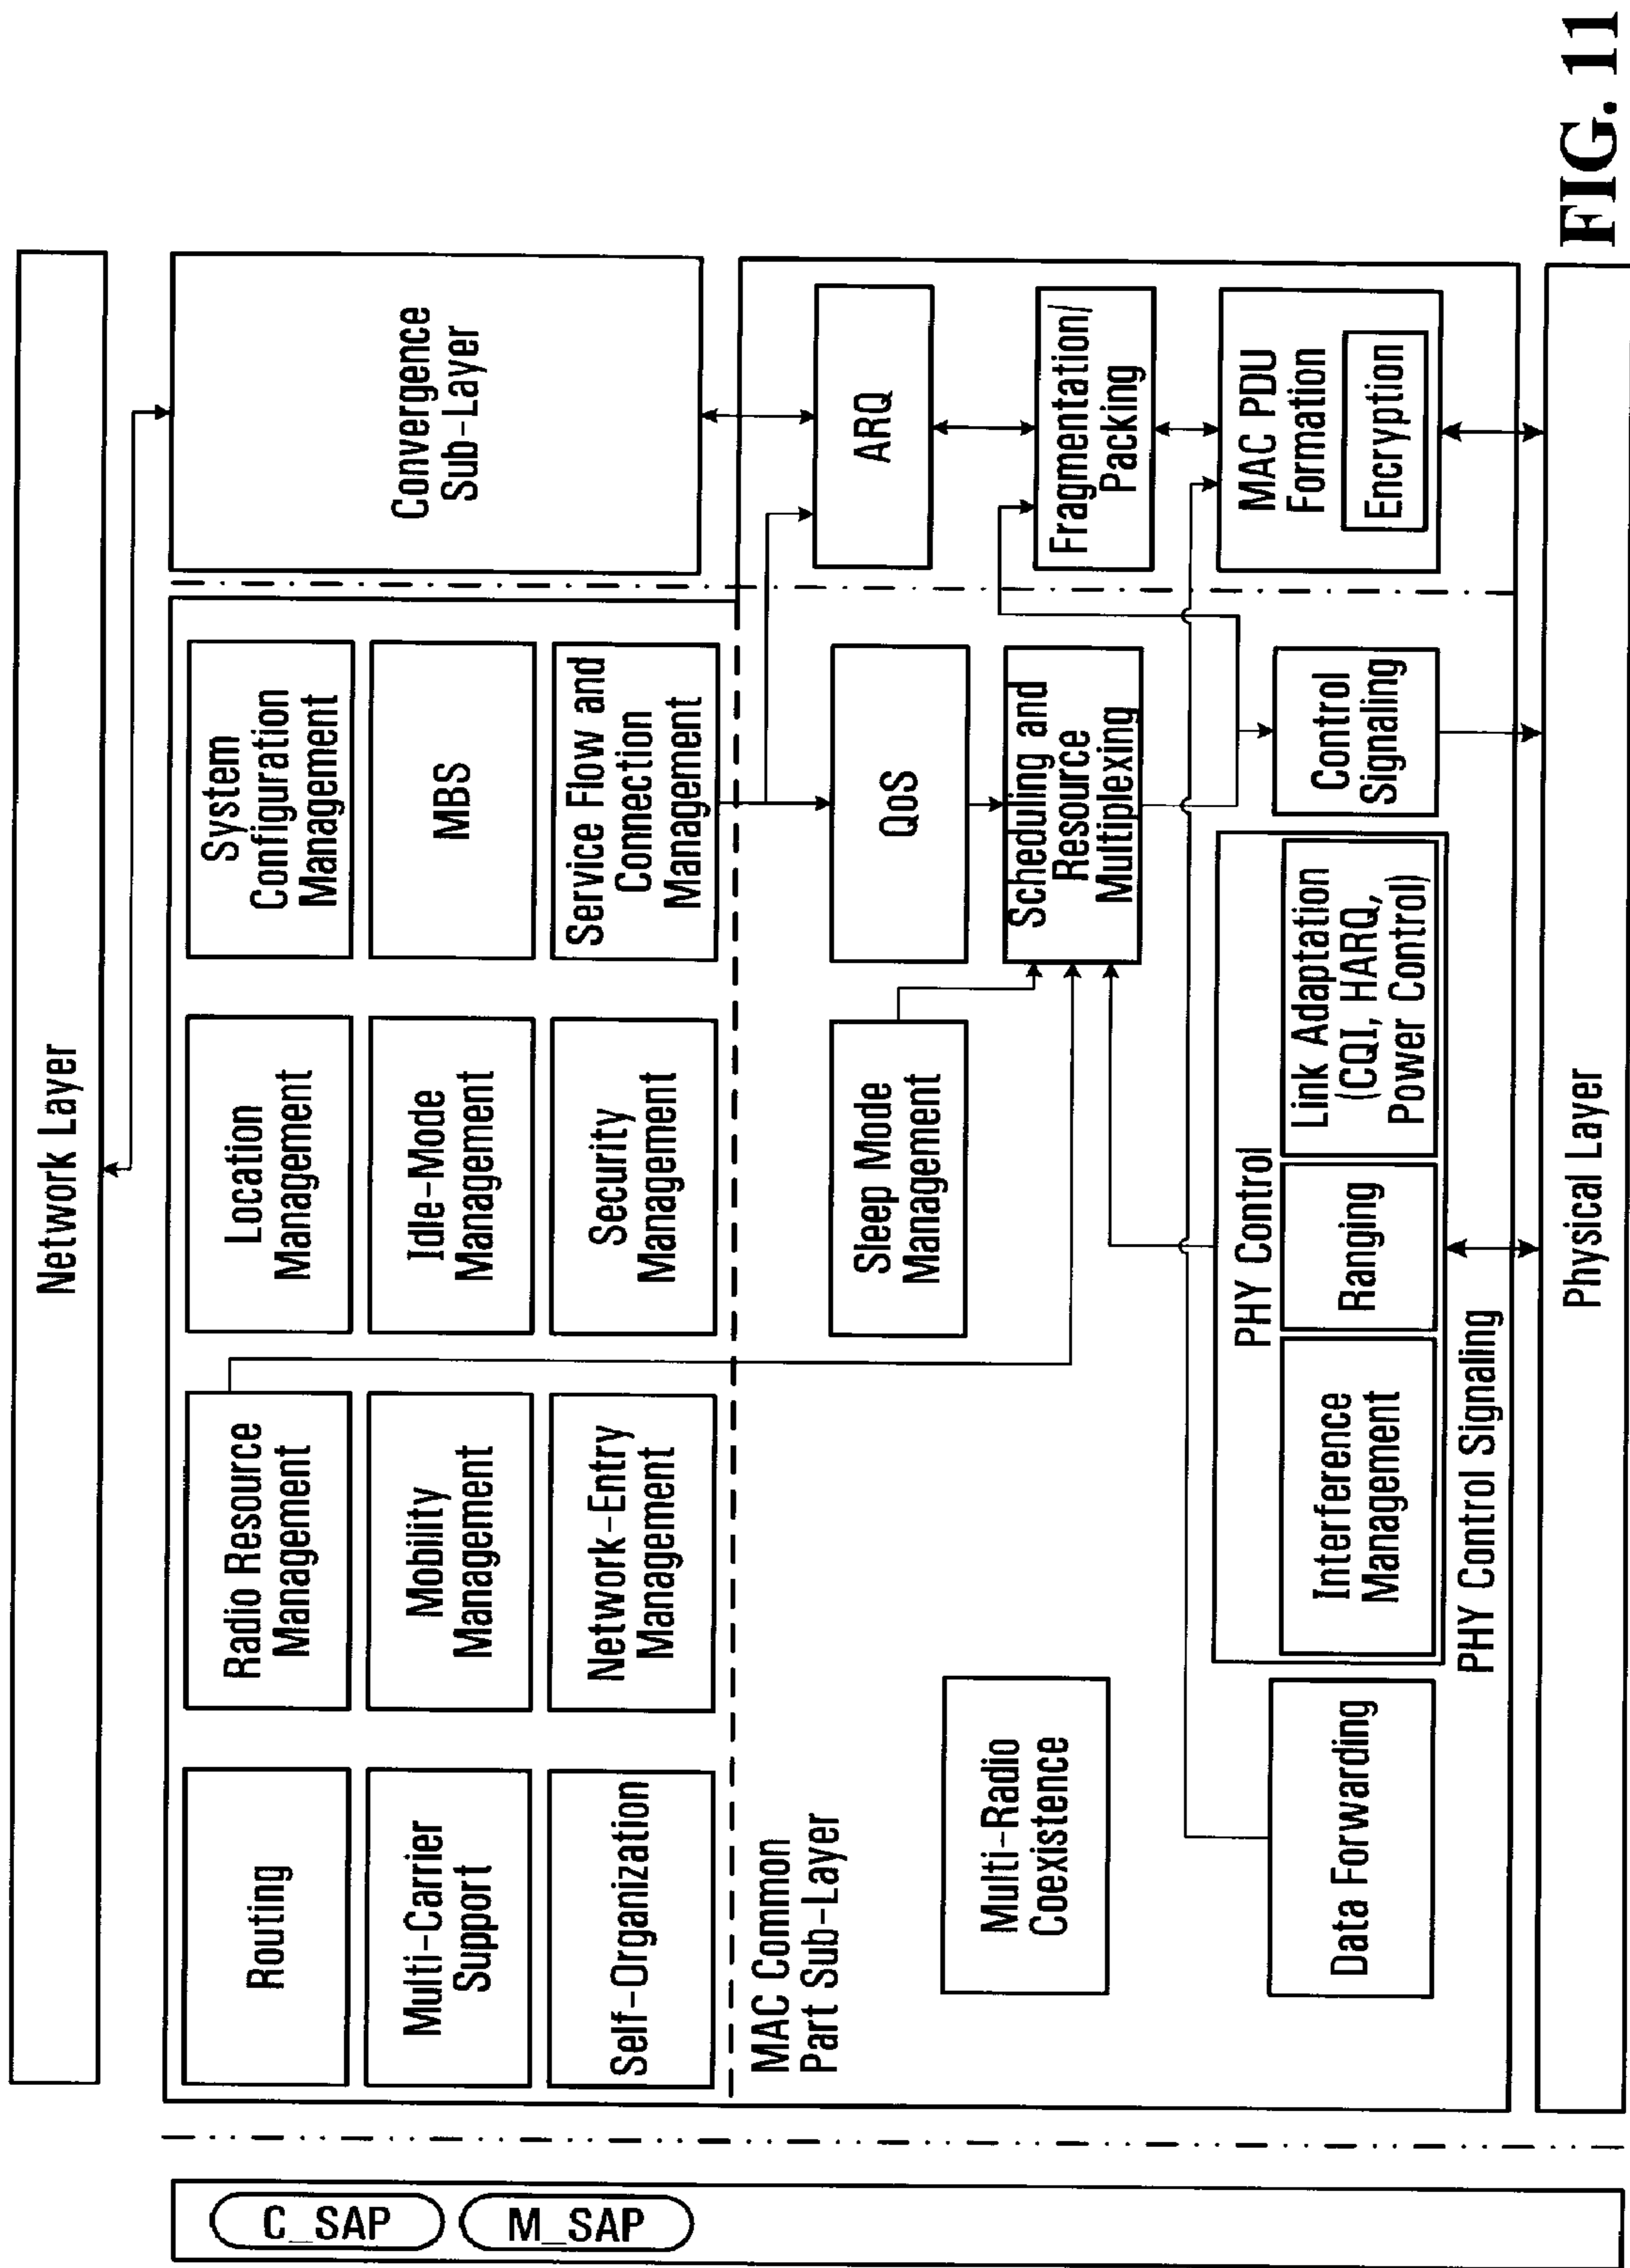 Network Layer
C_SAP
M_SAP
Routing
Radio Resource
Management
Location
Management
System
Configuration
Management
Convergence
Sub-Layer
Multi-Carrier
Support
Mobility
Management
Idle-Mode
Management
MBS
Self-Organization
Network-Entry
Management
Security
Management
Service Flow and
Connection
Management
MAC Common
Part Sub-Layer
Sleep Mode
Management
QoS
ARQ
Multi-Radio
Coexistence
Scheduling and
Resource
Multiplexing
Fragmentation/
Packing
Data Forwarding
PHY Control
Interference
Management
Ranging
Link Adaptation
(CQI, HARQ,
Power Control)
Control
Signaling
MAC PDU
Formation
Encryption
PHY Control Signaling
Physical Layer
FIG. 11